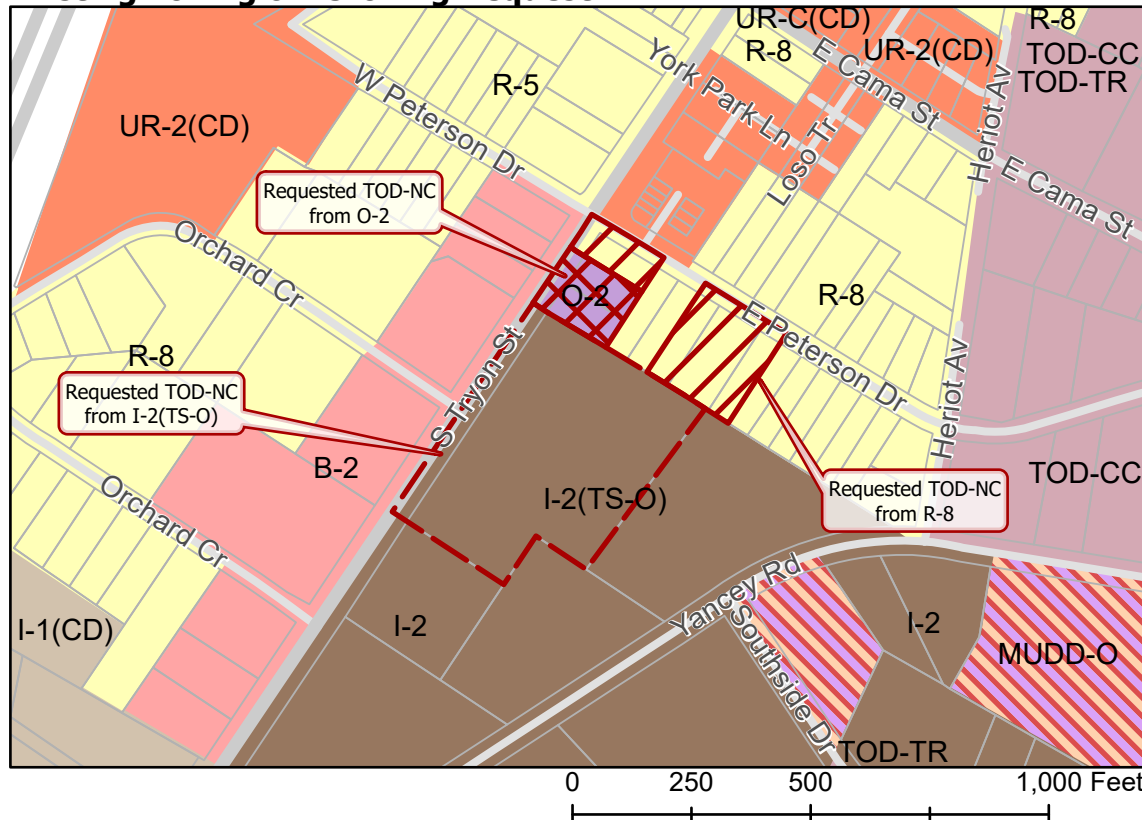 UR-C(CD)
R-8
R-8
UR-2(CD)
TOD-CC
TOD-TR
York Park Ln
E Cama St
Heriot Av
R-5
W Peterson Dr
UR-2(CD)
Loso Tr
E Cama St
Requested TOD-NC
from O-2
Orchard Cr
O-2
R-8
E Peterson Dr
R-8
Requested TOD-NC
from I-2(TS-O)
S Tryon St
Heriot Av
B-2
TOD-CC
I-2(TS-O)
Requested TOD-NC
from R-8
Orchard Cr
Yancey Rd
I-1(CD)
I-2
Southside Dr
I-2
MUDD-O
TOD-TR
0 250 500 1,000 Feet